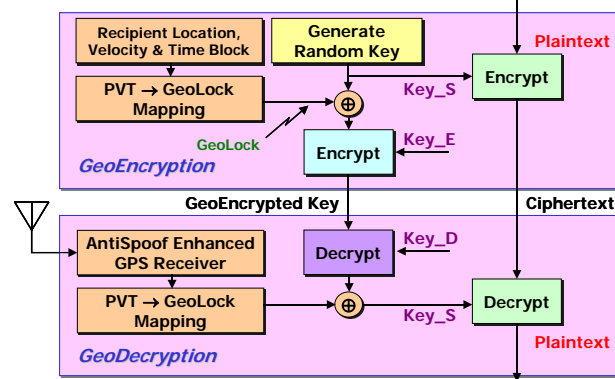 Recipient Location,
Velocity & Time Block
Generate
Random Key
Plaintext
PVT → GeoLock
Mapping
⊕
Key_S
Encrypt
GeoLock
Encrypt
Key_E
GeoEncryption
GeoEncrypted Key
Ciphertext
AntiSpoof Enhanced
GPS Receiver
Decrypt
Key_D
PVT → GeoLock
Mapping
⊕
Key_S
Decrypt
Plaintext
GeoDecryption